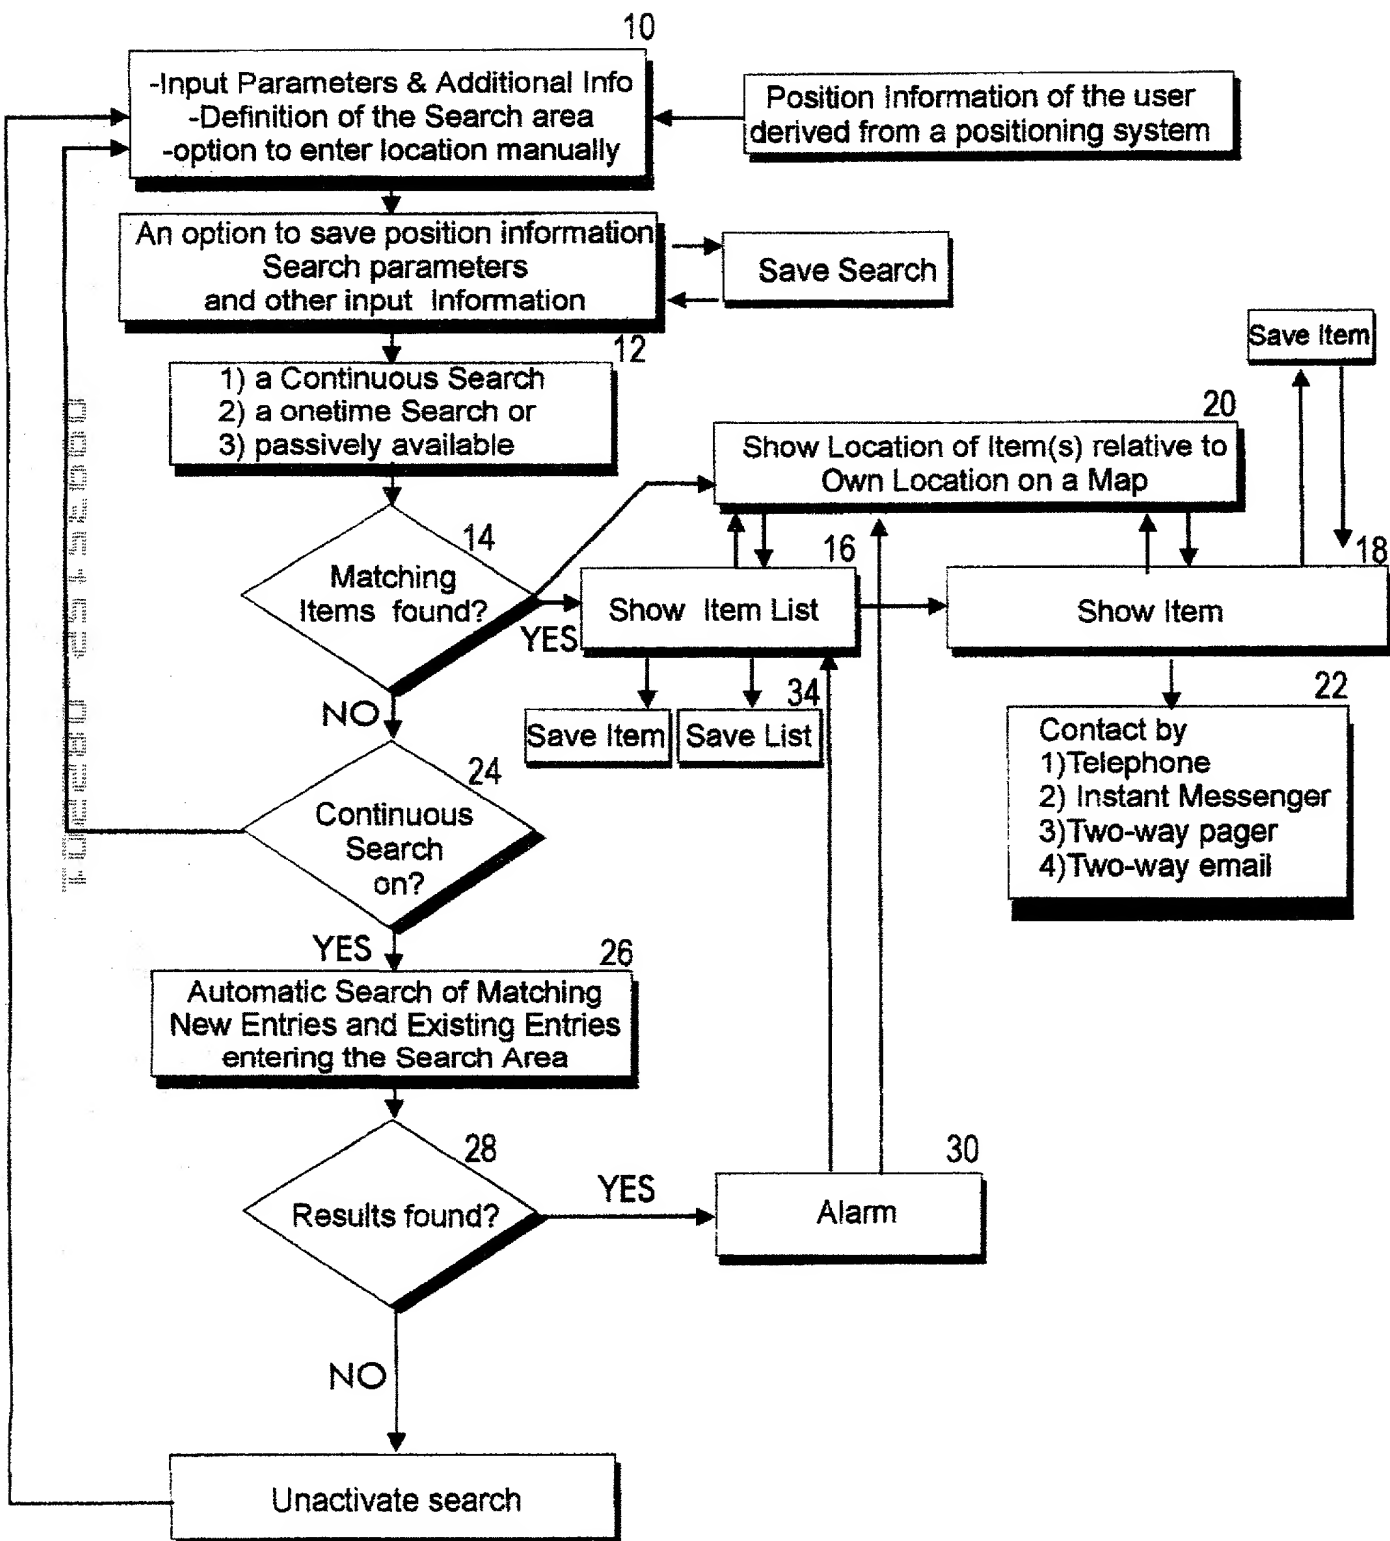 10
-Input Parameters & Additional Info
-Definition of the Search area
-option to enter location manually
Position Information of the user
derived from a positioning system
An option to save position information
Search parameters
and other input Information
Save Search
12
1) a Continuous Search
2) a onetime Search or
3) passively available
Save Item
20
Show Location of Item(s) relative to
Own Location on a Map
14
Matching
Items found?
YES
NO
16
Show Item List
18
Show Item
Save Item
34
Save List
22
Contact by
1)Telephone
2) Instant Messenger
3)Two-way pager
4)Two-way email
24
Continuous
Search
on?
YES
26
Automatic Search of Matching
New Entries and Existing Entries
entering the Search Area
28
Results found?
YES
NO
30
Alarm
Unactivate search